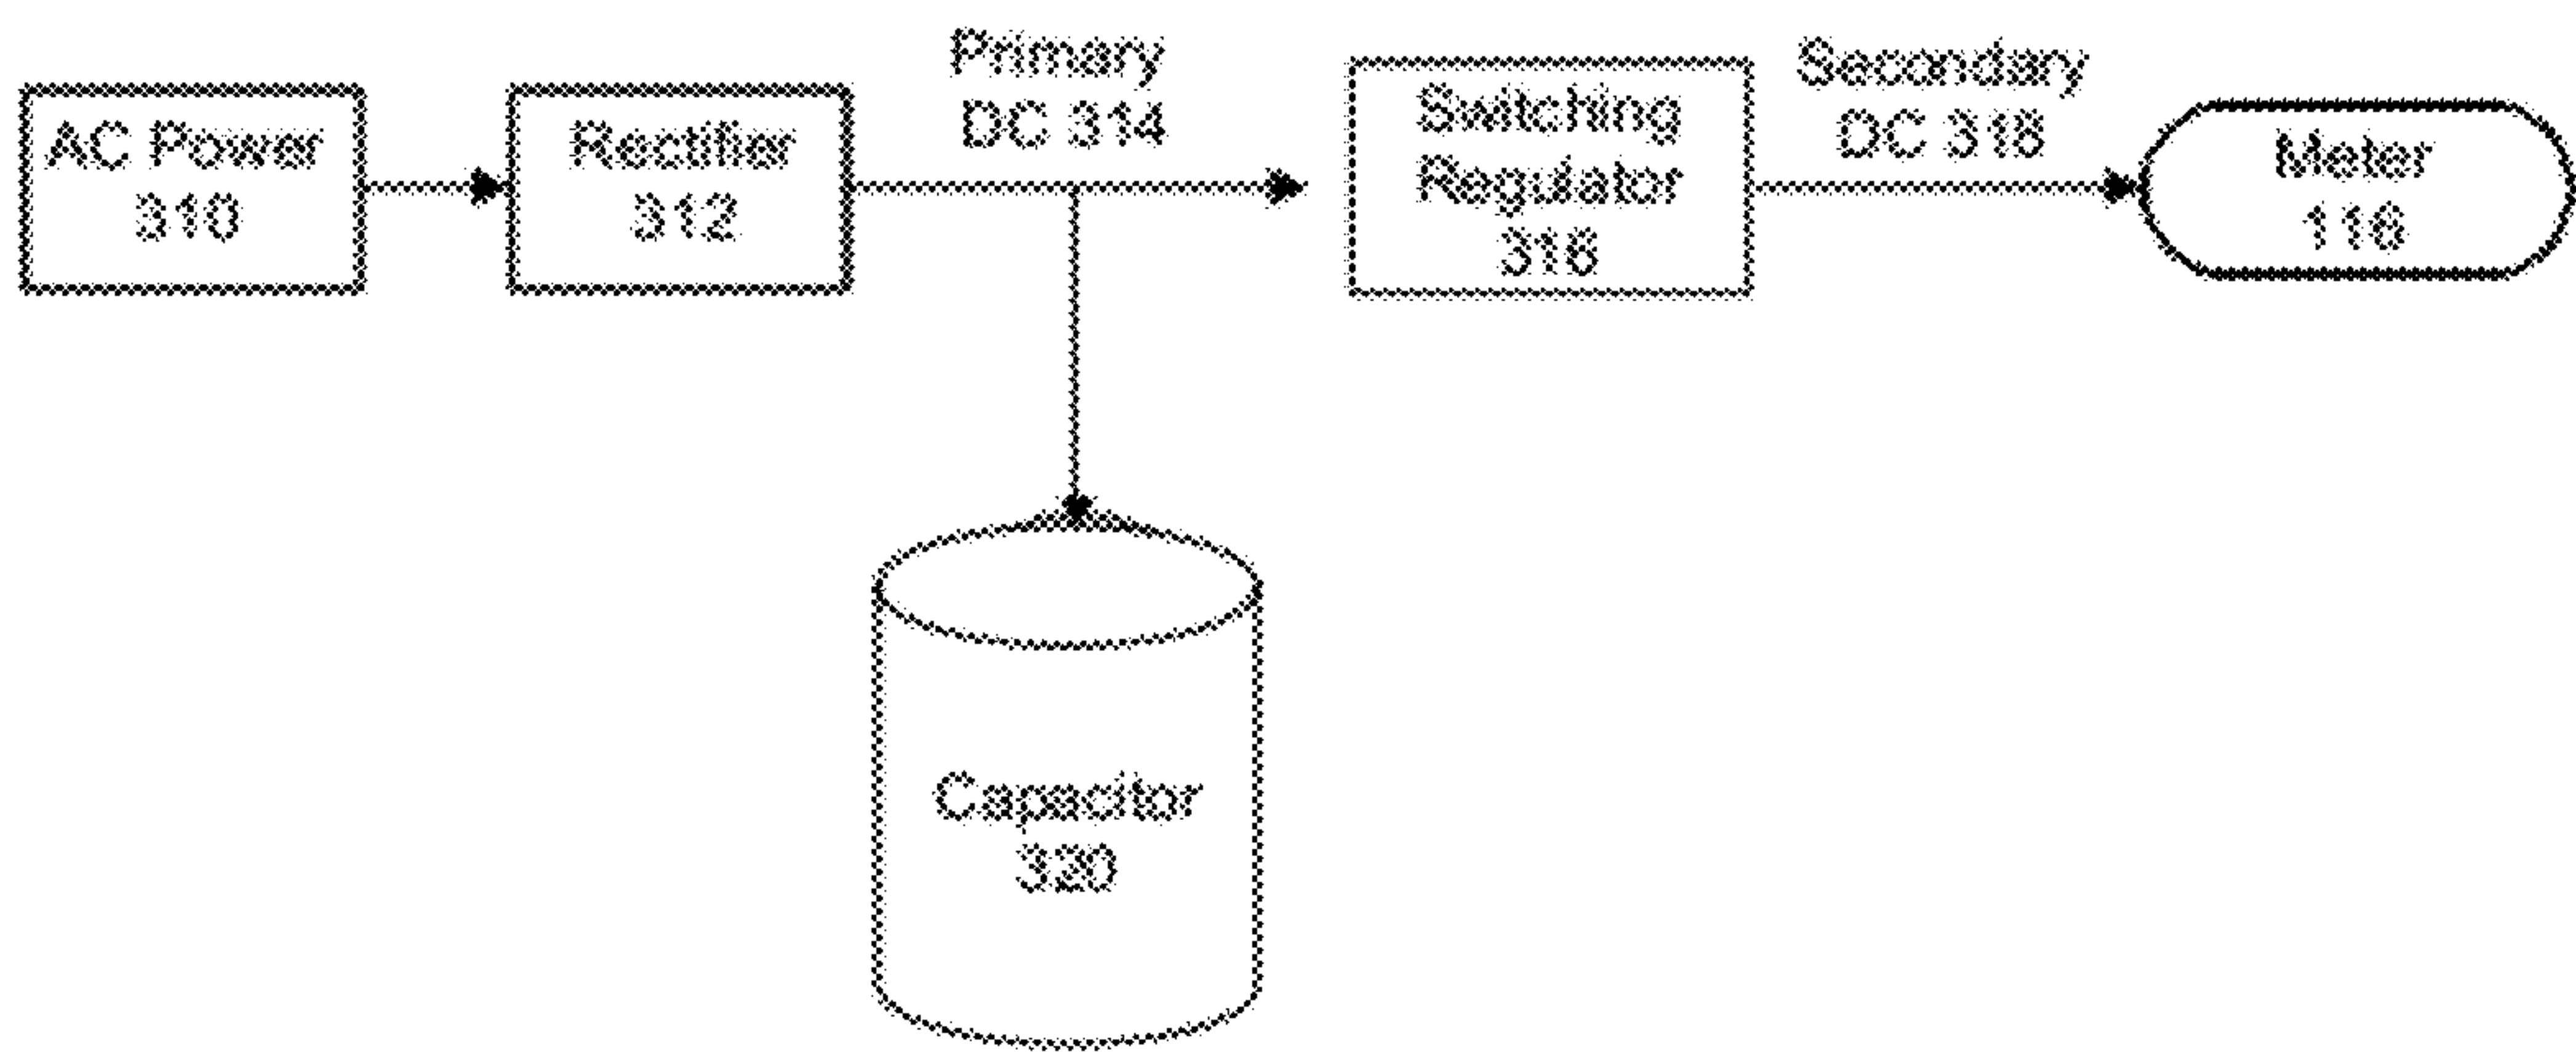 AC Power
310
Rectifier
312
Primary
DC 314
Switching
Regulator
316
Secondary
DC 318
Meter
116
Capacitor
320